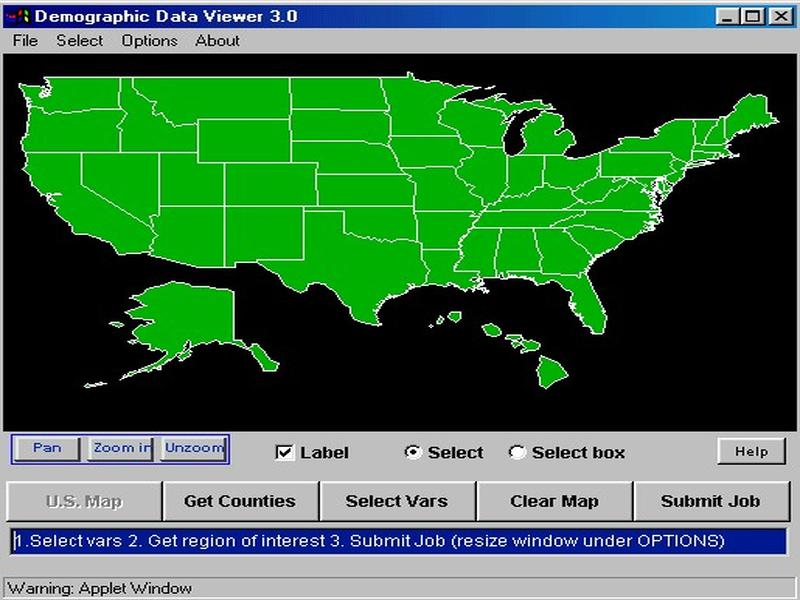 Demographic Data Viewer 3.0
File Select Options About
Pan Zoom in Unzoom Label Select Select box Help
U.S. Map Get Counties Select Vars Clear Map Submit Job
1.Select vars 2. Get region of interest 3. Submit Job (resize window under OPTIONS)
Warning: Applet Window